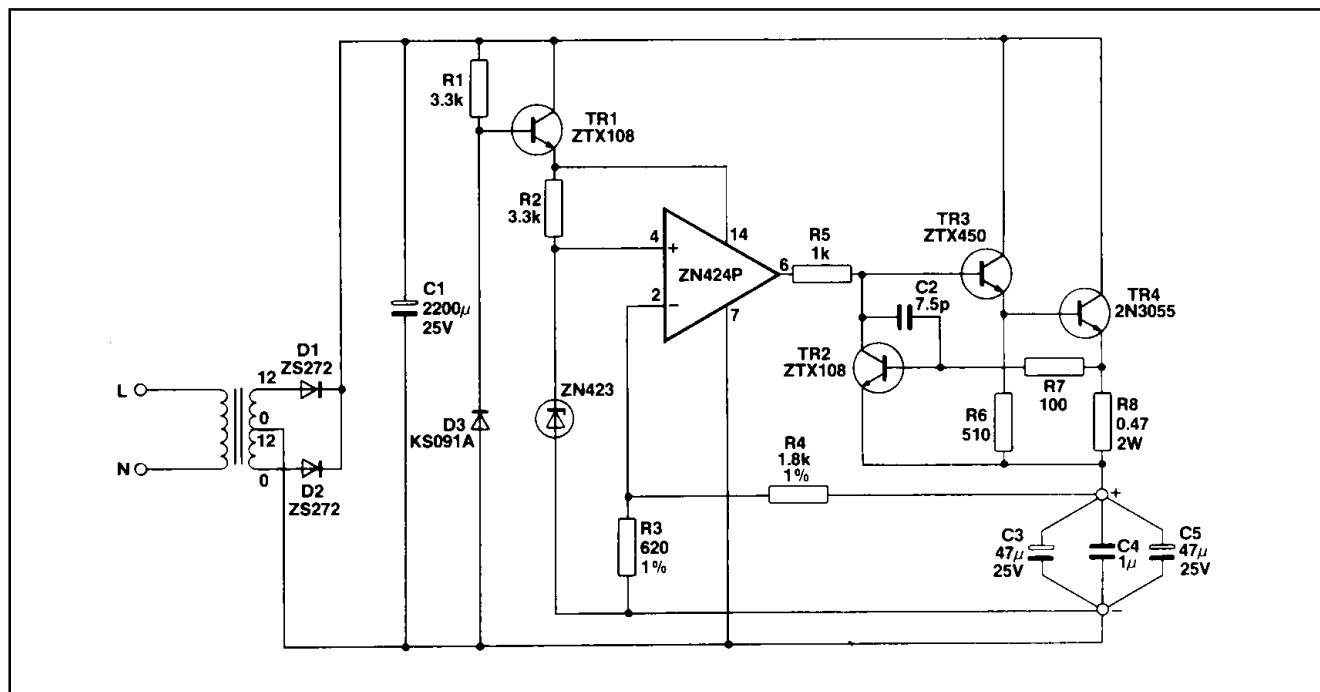 R1
3.3k
TR1
ZTX108
R2
3.3k
4
+
14
ZN424P
2
−
7
6
R5
1k
TR3
ZTX450
C2
7.5p
TR4
2N3055
TR2
ZTX108
R7
100
C1
2200μ
25V
D1
ZS272
L
12
0
12
0
N
D2
ZS272
D3
KS091A
ZN423
R6
510
R8
0.47
2W
R4
1.8k
1%
R3
620
1%
+
C3
47μ
25V
C4
1μ
C5
47μ
25V
−